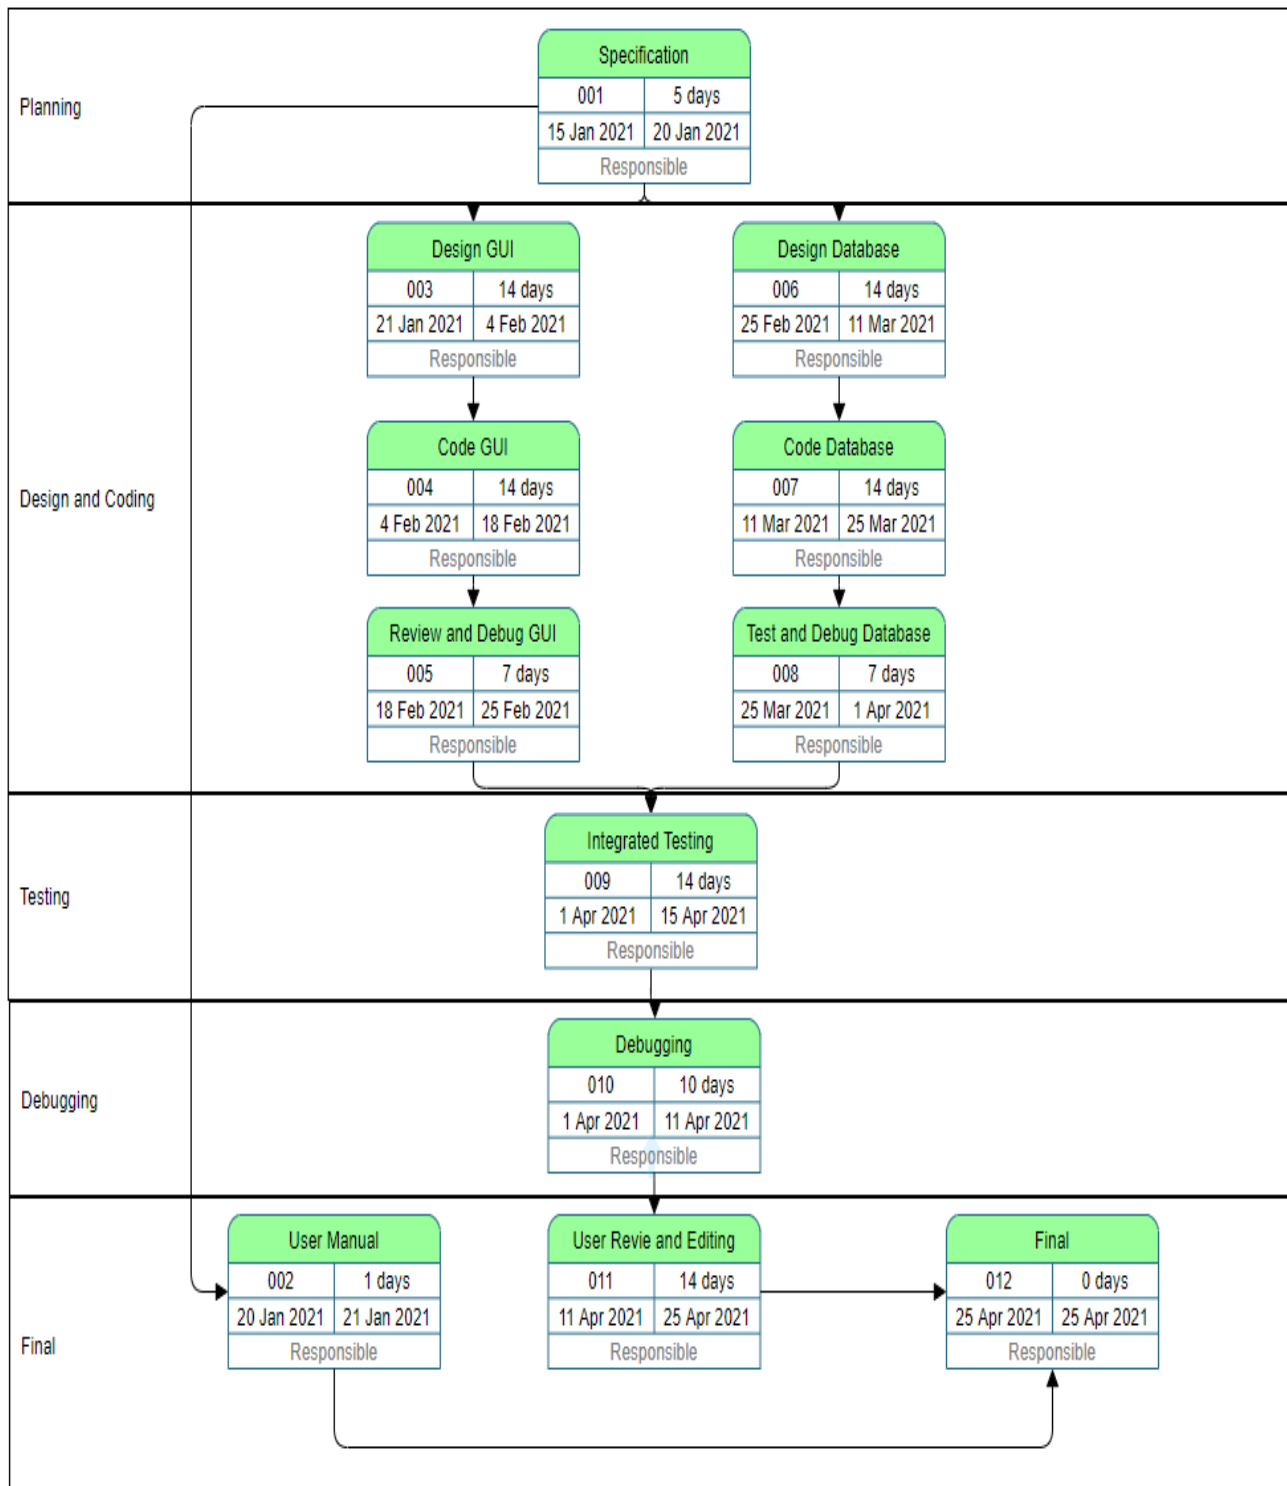 Planning
Specification
001 5 days
15 Jan 2021 20 Jan 2021
Responsible
Design and Coding
Design GUI
003 14 days
21 Jan 2021 4 Feb 2021
Responsible
Design Database
006 14 days
25 Feb 2021 11 Mar 2021
Responsible
Code GUI
004 14 days
4 Feb 2021 18 Feb 2021
Responsible
Code Database
007 14 days
11 Mar 2021 25 Mar 2021
Responsible
Review and Debug GUI
005 7 days
18 Feb 2021 25 Feb 2021
Responsible
Test and Debug Database
008 7 days
25 Mar 2021 1 Apr 2021
Responsible
Testing
Integrated Testing
009 14 days
1 Apr 2021 15 Apr 2021
Responsible
Debugging
Debugging
010 10 days
1 Apr 2021 11 Apr 2021
Responsible
Final
User Manual
002 1 days
20 Jan 2021 21 Jan 2021
Responsible
User Revie and Editing
011 14 days
11 Apr 2021 25 Apr 2021
Responsible
Final
012 0 days
25 Apr 2021 25 Apr 2021
Responsible